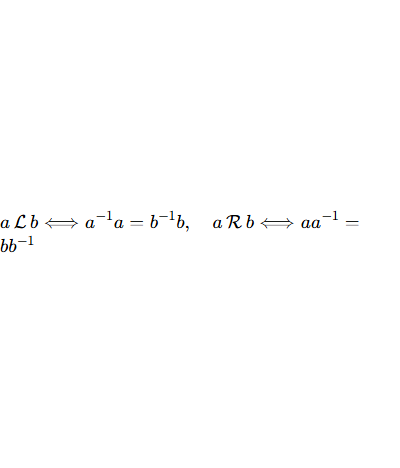 a 𝓛 b ⟺ a⁻¹a = b⁻¹b,  a 𝓡 b ⟺ aa⁻¹ =
bb⁻¹